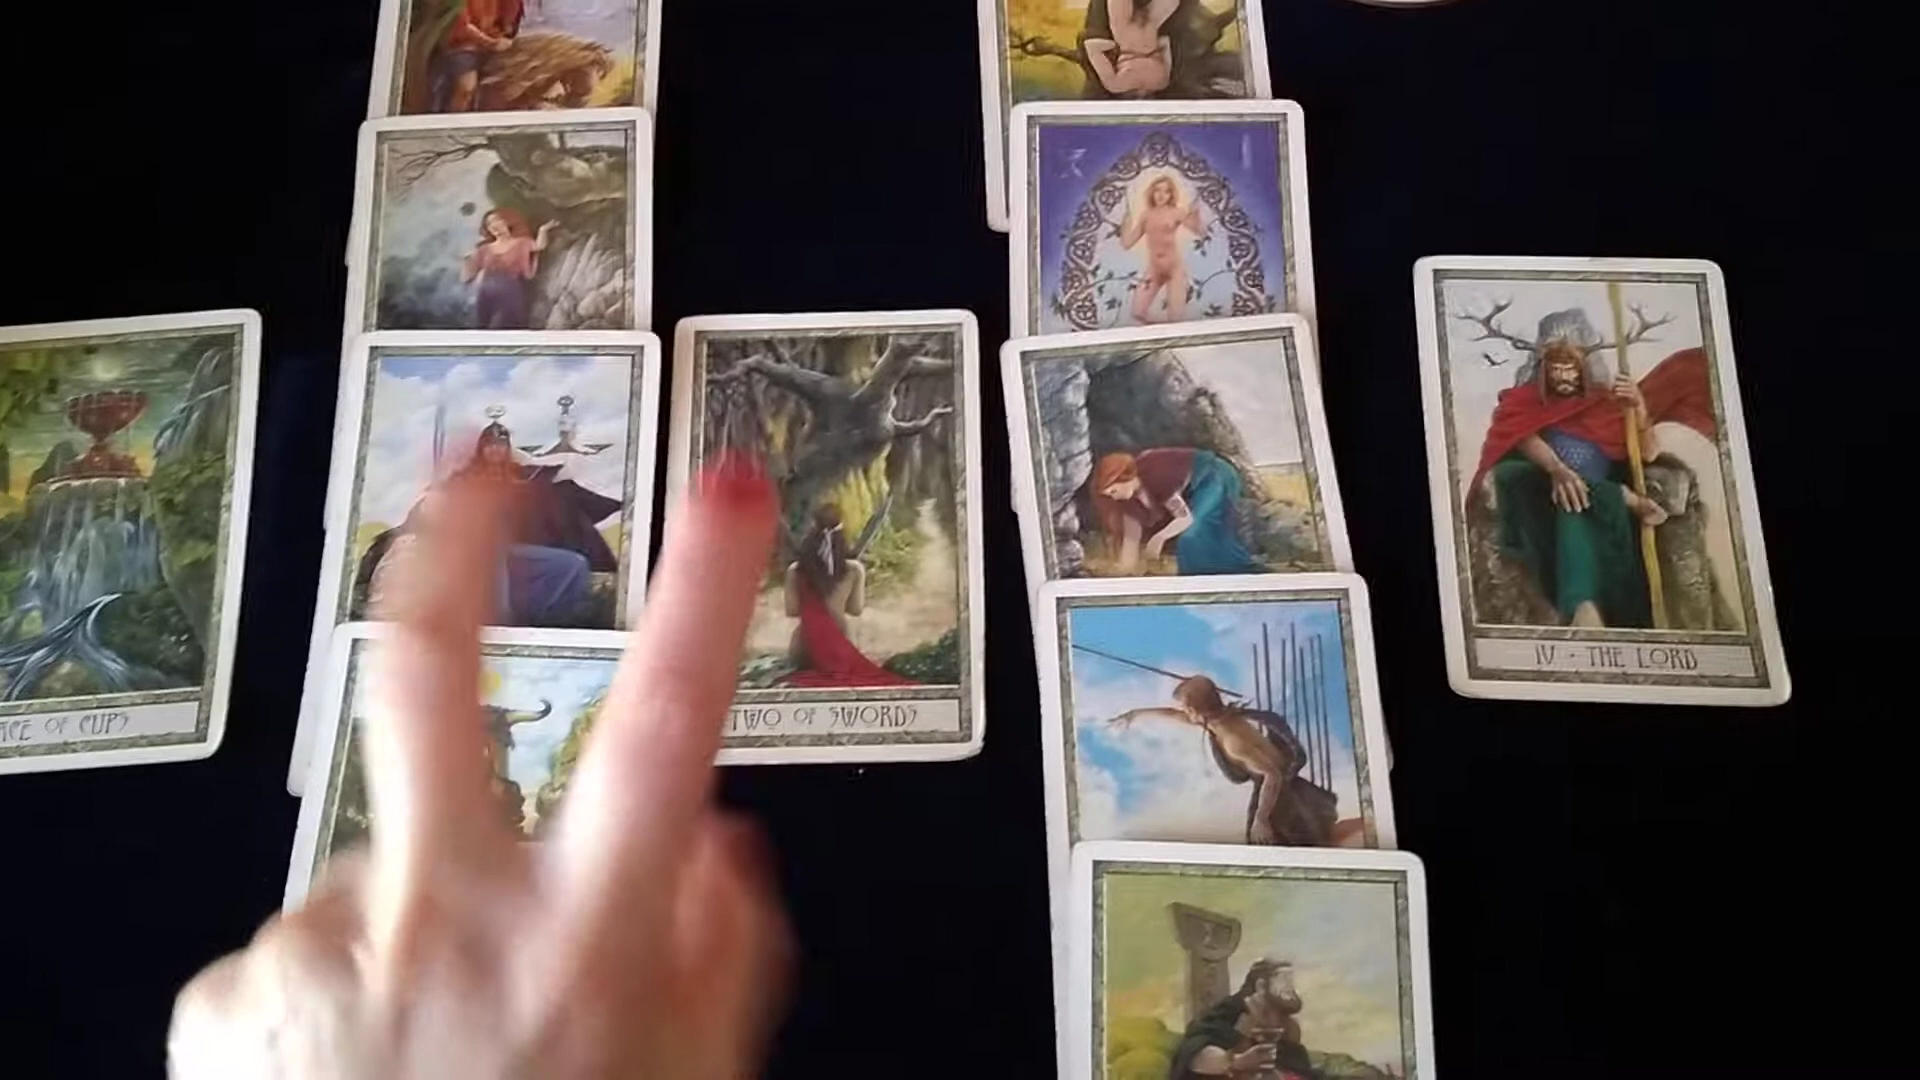 ACE OF CUPS
TWO OF SWORDS
IV • THE LORD